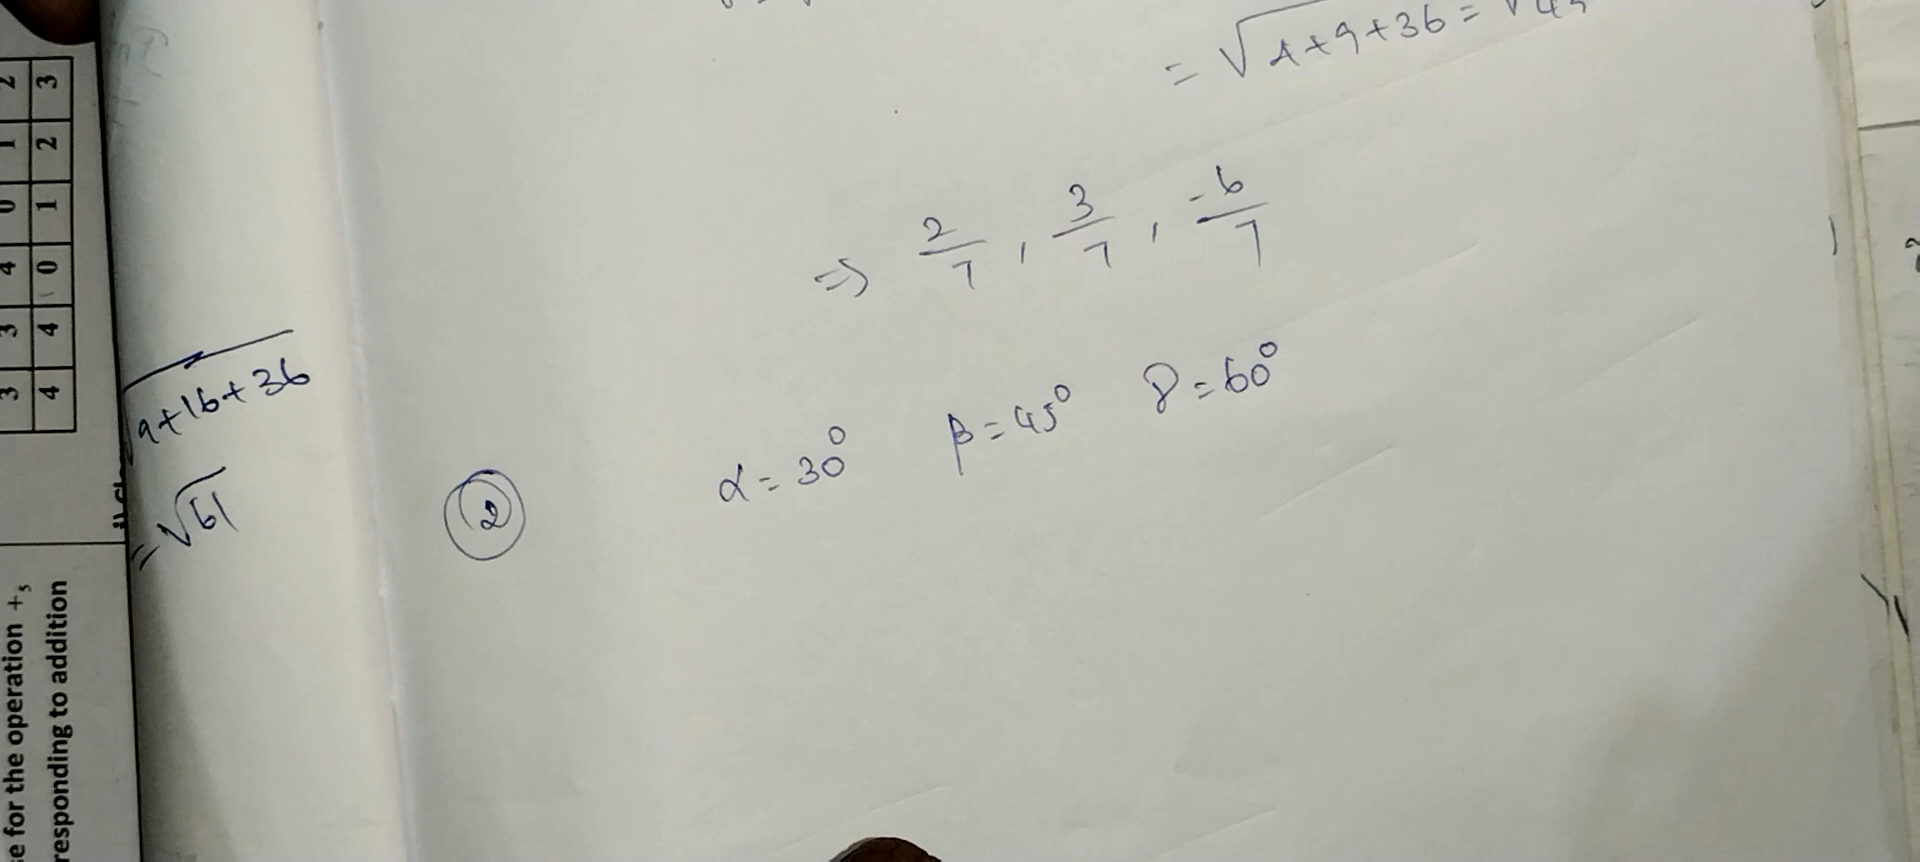 = √4+9+36 = √49
⇒ 2/7 , 3/7 , -6/7
② α = 30° β = 45° γ = 60°
√9+16+36
= √61
2 1 0 4 3 3
3 2 1 0 4 4
e for the operation +₅
responding to addition